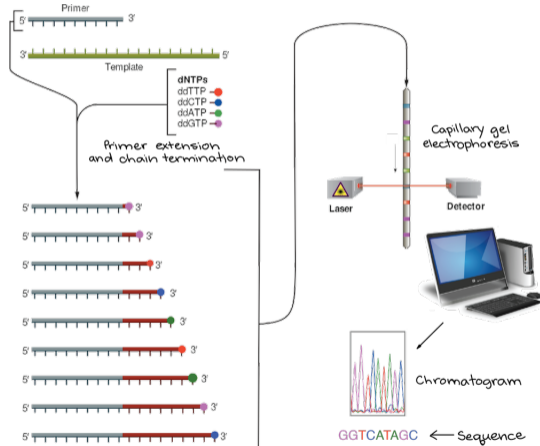 Primer
5'
3'
3'
5'
Template
dNTPs
ddTTP
ddCTP
ddATP
ddGTP
Primer extension
and chain termination
5'
3'
5'
3'
5'
3'
5'
3'
5'
3'
5'
3'
5'
3'
5'
3'
5'
3'
Capillary gel
electrophoresis
Laser
Detector
Chromatogram
GGTCATAGC
Sequence